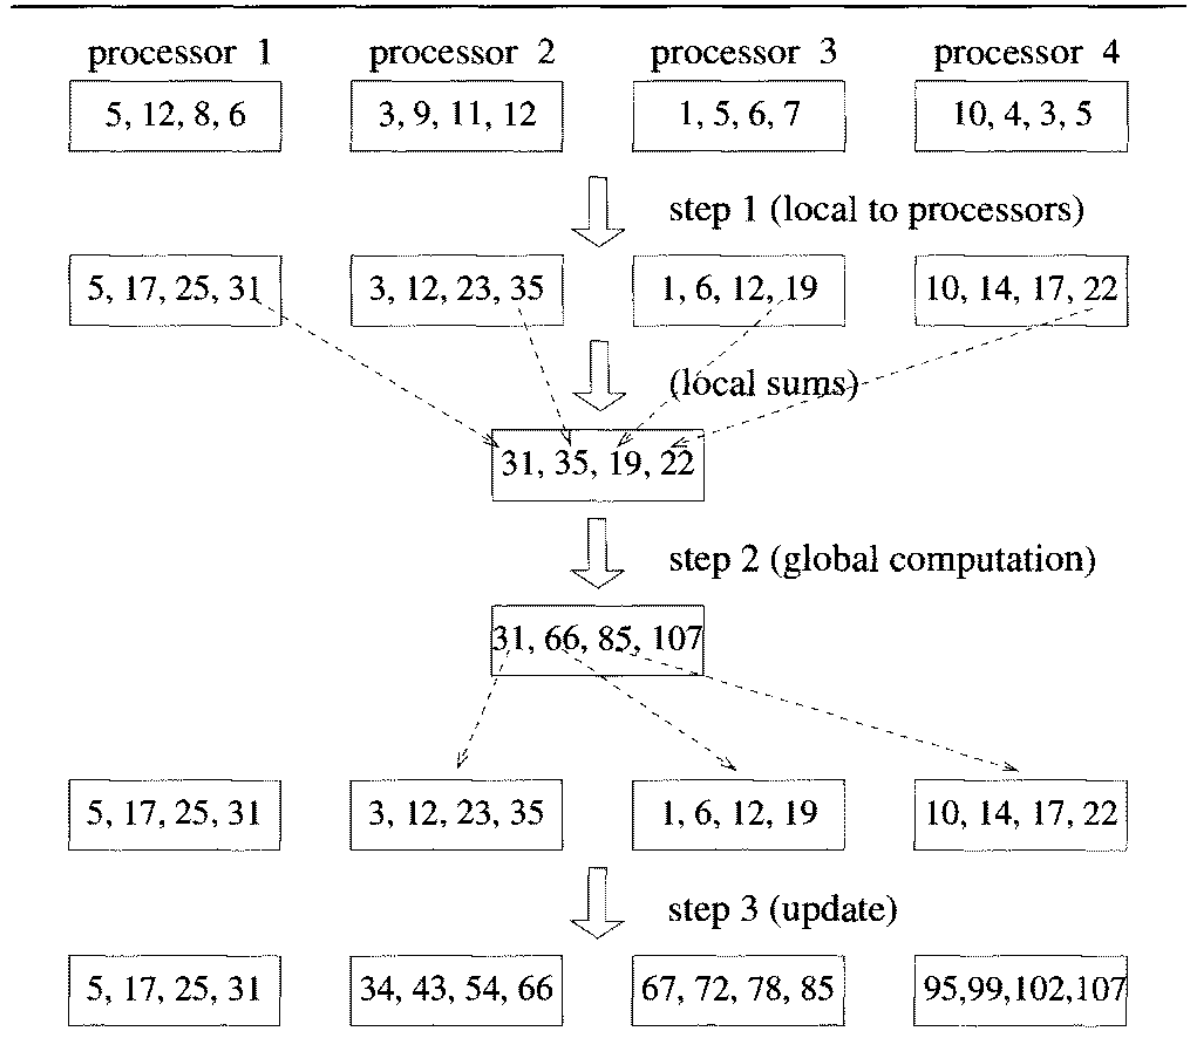 processor 1 processor 2 processor 3 processor 4
5, 12, 8, 6 3, 9, 11, 12 1, 5, 6, 7 10, 4, 3, 5
step 1 (local to processors)
5, 17, 25, 31 3, 12, 23, 35 1, 6, 12, 19 10, 14, 17, 22
(local sums)
31, 35, 19, 22
step 2 (global computation)
31, 66, 85, 107
5, 17, 25, 31 3, 12, 23, 35 1, 6, 12, 19 10, 14, 17, 22
step 3 (update)
5, 17, 25, 31 34, 43, 54, 66 67, 72, 78, 85 95,99,102,107